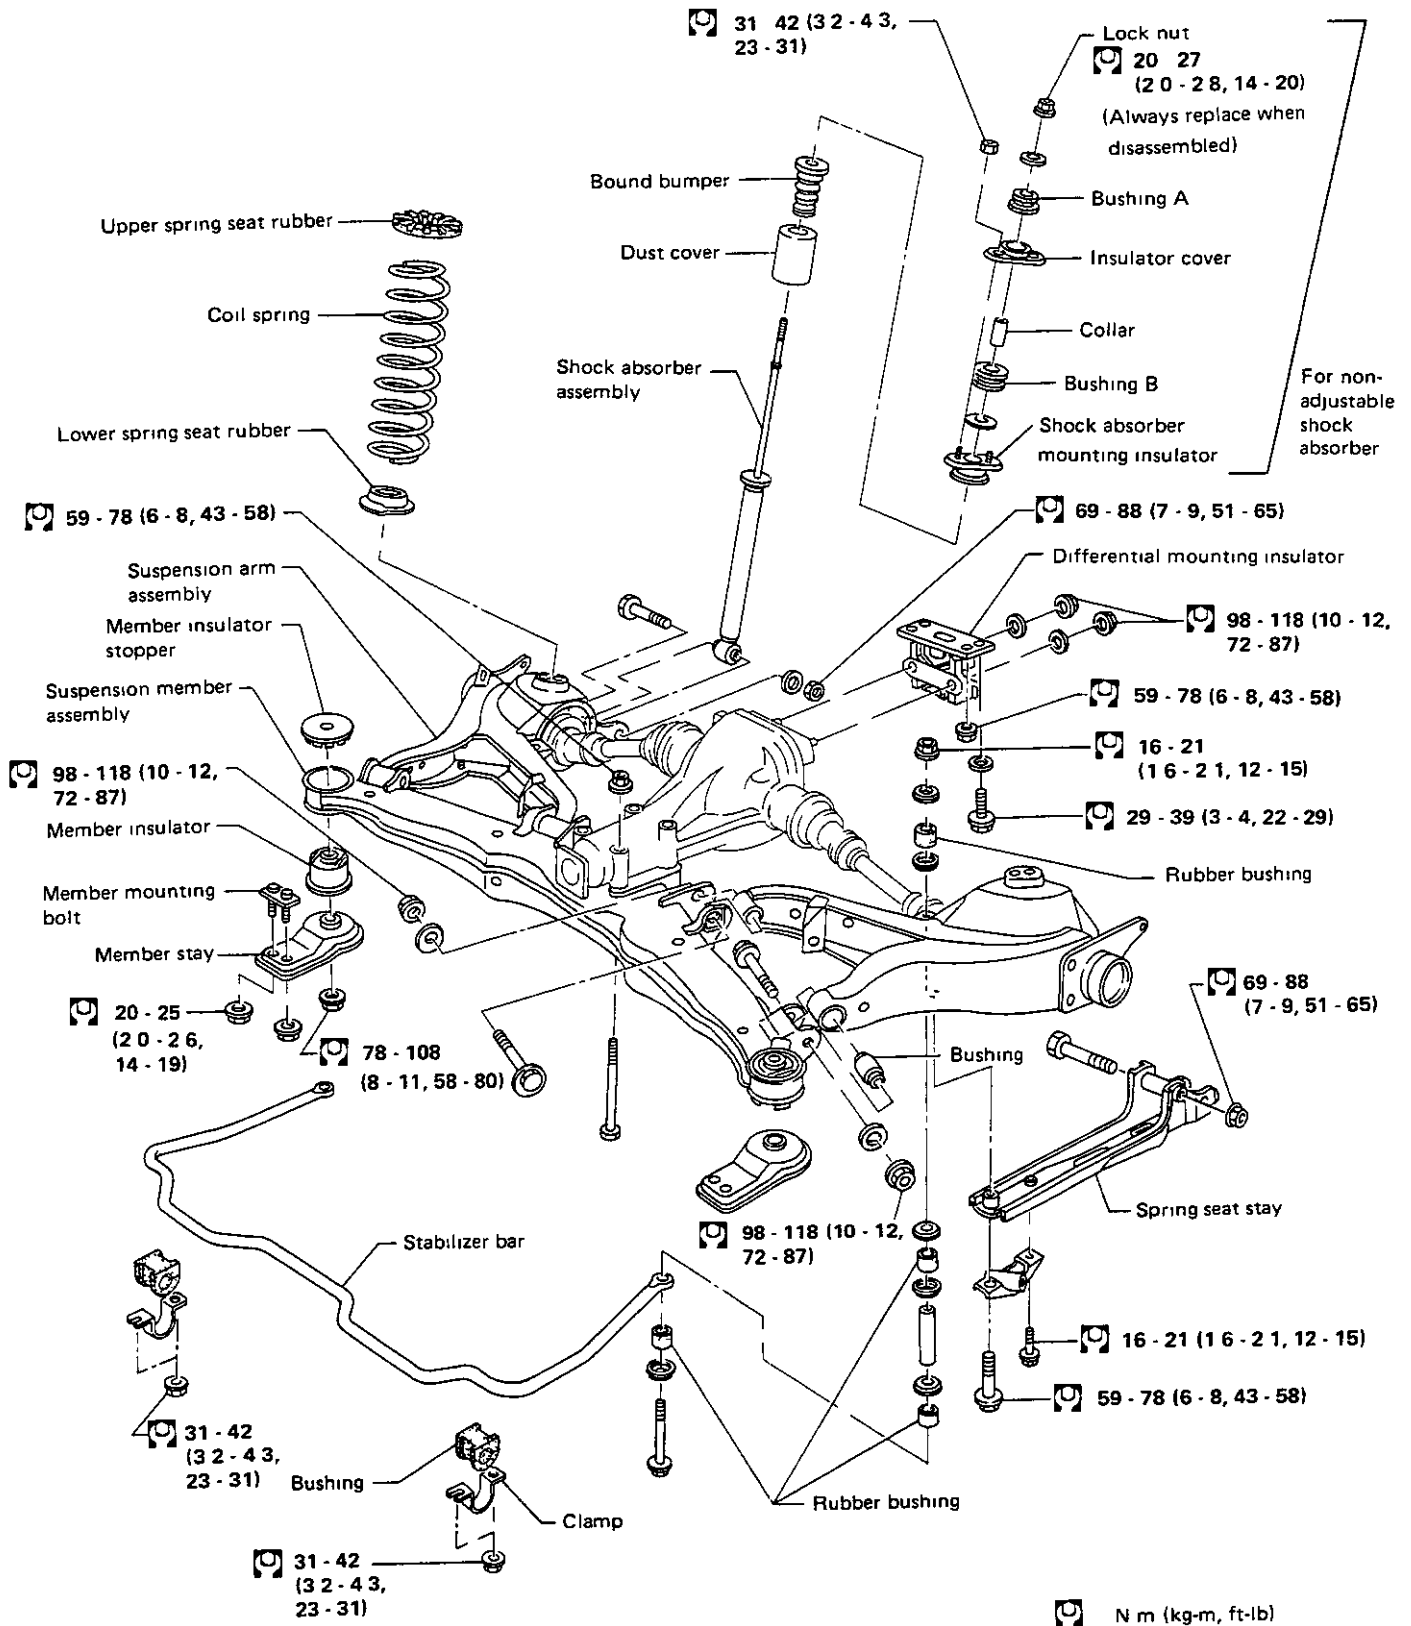 31 42 (3 2 - 4 3,
23 - 31)
Lock nut
20 27
(2 0 - 2 8, 14 - 20)
(Always replace when
disassembled)
Bound bumper
Bushing A
Upper spring seat rubber
Dust cover
Insulator cover
Coil spring
Collar
Shock absorber
assembly
Bushing B
For non-
adjustable
shock
absorber
Lower spring seat rubber
Shock absorber
mounting insulator
59 - 78 (6 - 8, 43 - 58)
69 - 88 (7 - 9, 51 - 65)
Differential mounting insulator
Suspension arm
assembly
Member insulator
stopper
98 - 118 (10 - 12,
72 - 87)
Suspension member
assembly
59 - 78 (6 - 8, 43 - 58)
16 - 21
(1 6 - 2 1, 12 - 15)
98 - 118 (10 - 12,
72 - 87)
Member insulator
29 - 39 (3 - 4, 22 - 29)
Rubber bushing
Member mounting
bolt
Member stay
69 - 88
(7 - 9, 51 - 65)
20 - 25
(2 0 - 2 6,
14 - 19)
78 - 108
(8 - 11, 58 - 80)
Bushing
Spring seat stay
98 - 118 (10 - 12,
72 - 87)
Stabilizer bar
16 - 21 (1 6 - 2 1, 12 - 15)
59 - 78 (6 - 8, 43 - 58)
31 - 42
(3 2 - 4 3,
23 - 31)
Bushing
Rubber bushing
Clamp
31 - 42
(3 2 - 4 3,
23 - 31)
N m (kg-m, ft-lb)